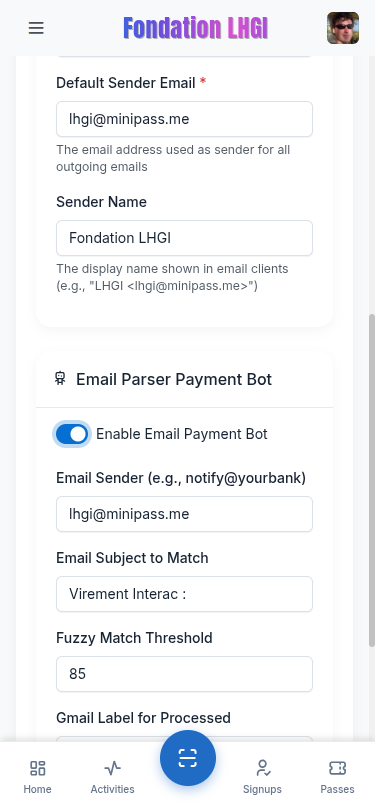 Fondation LHGI
Default Sender Email *
lhgi@minipass.me
The email address used as sender for all
outgoing emails
Sender Name
Fondation LHGI
The display name shown in email clients
(e.g., "LHGI <lhgi@minipass.me>")
Email Parser Payment Bot
Enable Email Payment Bot
Email Sender (e.g., notify@yourbank)
lhgi@minipass.me
Email Subject to Match
Virement Interac :
Fuzzy Match Threshold
85
Gmail Label for Processed
Home
Activities
Signups
Passes